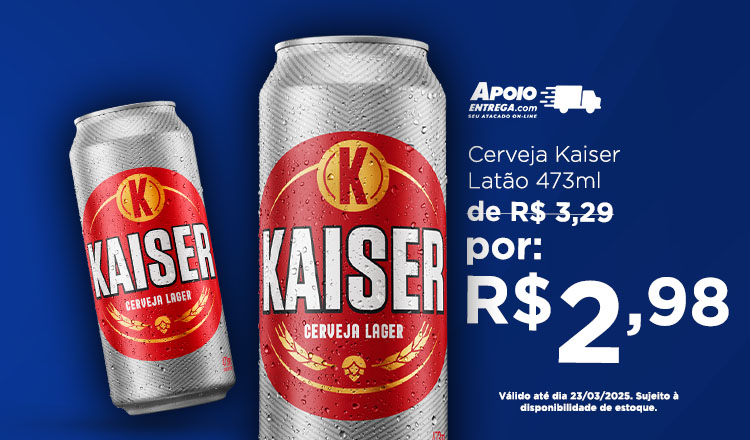 APOIO
ENTREGA.com
SEU ATACADO ON-LINE
Cerveja Kaiser
Latão 473ml
de R$ 3,29
por:
R$ 2,98
Válido até dia 23/03/2025. Sujeito à
disponibilidade de estoque.
K
KAISER
CERVEJA LAGER
K
KAISER
CERVEJA LAGER